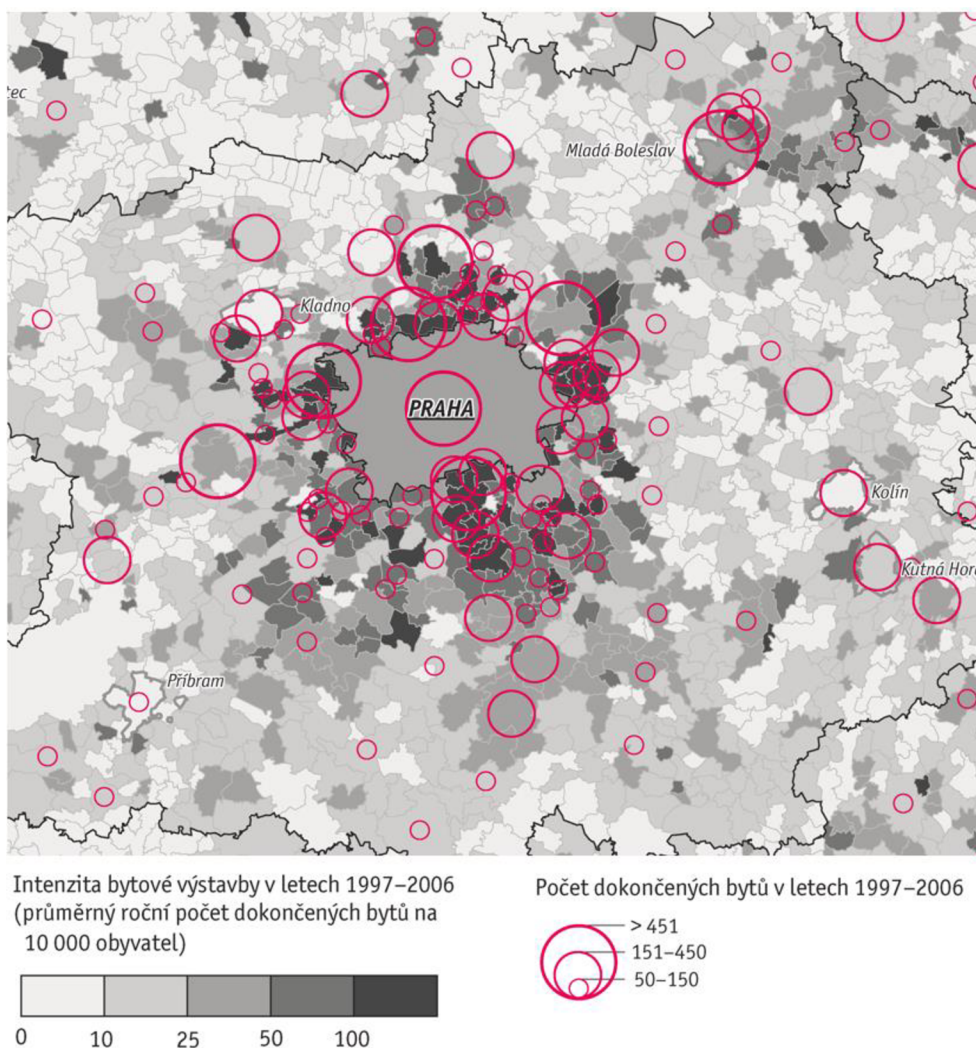 tec
Mladá Boleslav
Kladno
PRAHA
Kolín
Kutná Hora
Příbram
Intenzita bytové výstavby v letech 1997–2006
(průměrný roční počet dokončených bytů na
10 000 obyvatel)
0 10 25 50 100
Počet dokončených bytů v letech 1997–2006
> 451
151–450
50–150